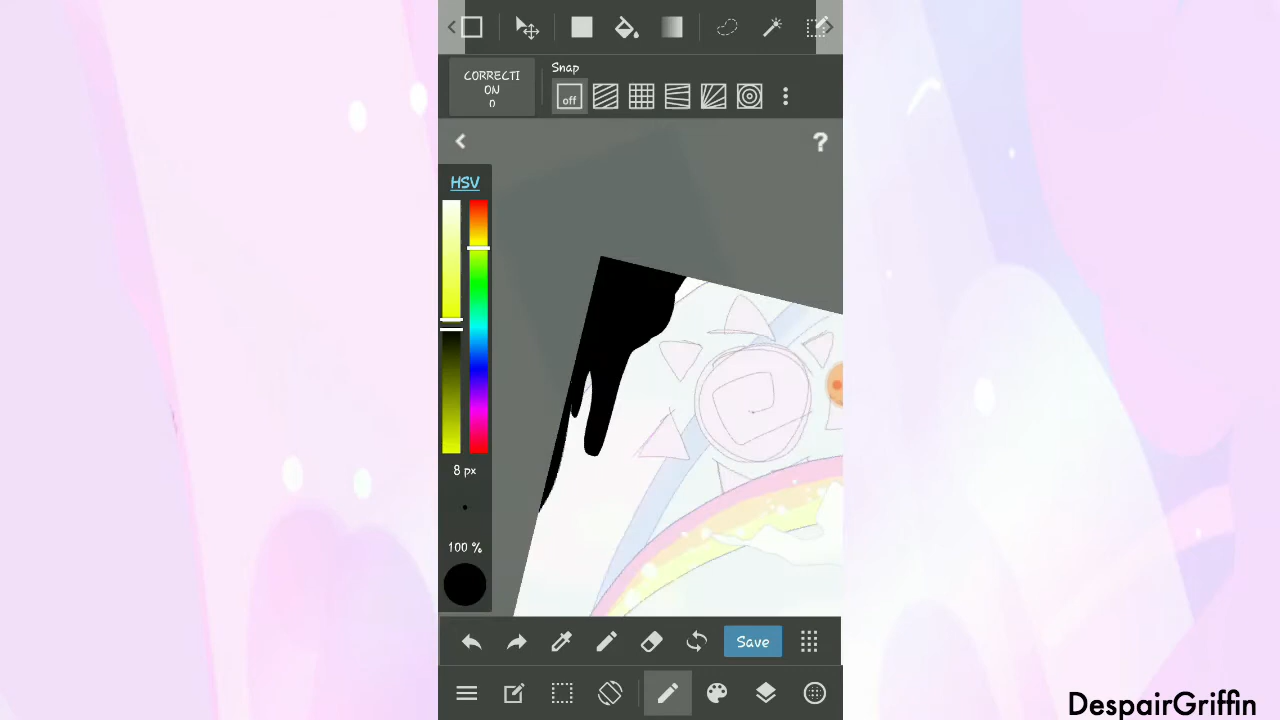 CORRECTI
ON
0
Snap
off
?
HSV
8 px
100 %
Save
DespairGriffin